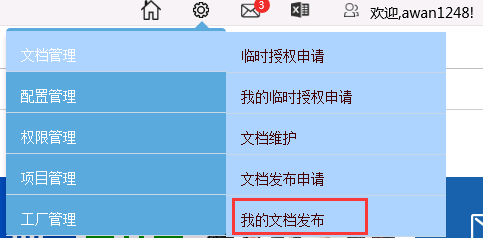 3
欢迎,awan1248!
文档管理
临时授权申请
配置管理
我的临时授权申请
权限管理
文档维护
项目管理
文档发布申请
工厂管理
我的文档发布